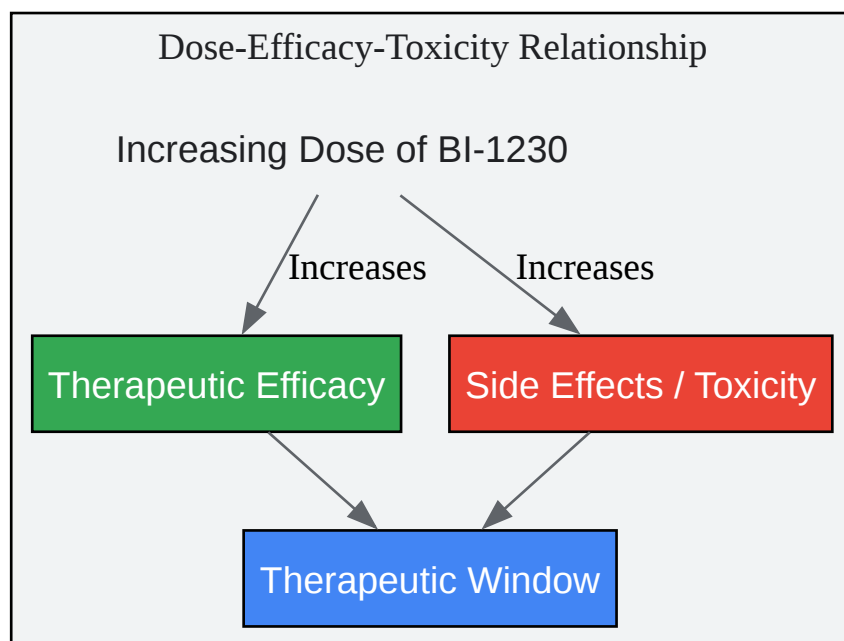 Dose-Efficacy-Toxicity Relationship
Increasing Dose of BI-1230
Increases
Increases
Therapeutic Efficacy
Side Effects / Toxicity
Therapeutic Window